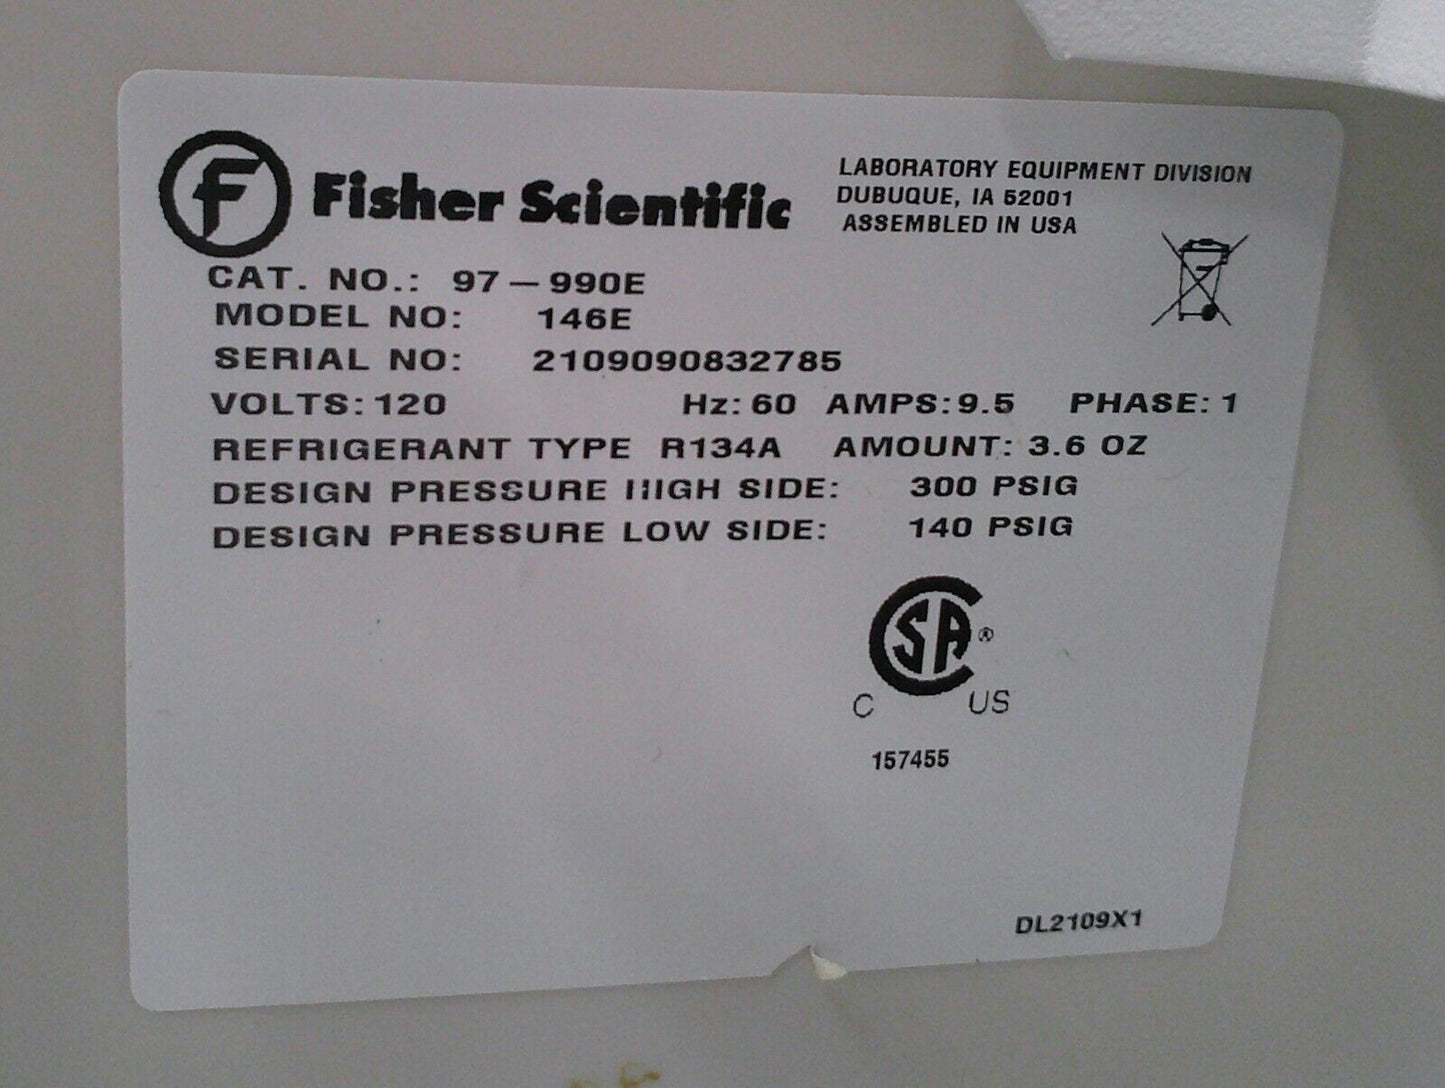 F Fisher Scientific
LABORATORY EQUIPMENT DIVISION
DUBUQUE, IA 52001
ASSEMBLED IN USA
CAT. NO.: 97-990E
MODEL NO: 146E
SERIAL NO: 2109090832785
VOLTS: 120 Hz: 60 AMPS: 9.5 PHASE: 1
REFRIGERANT TYPE R134A AMOUNT: 3.6 OZ
DESIGN PRESSURE HIGH SIDE: 300 PSIG
DESIGN PRESSURE LOW SIDE: 140 PSIG
CSA®
C US
157455
DL2109X1